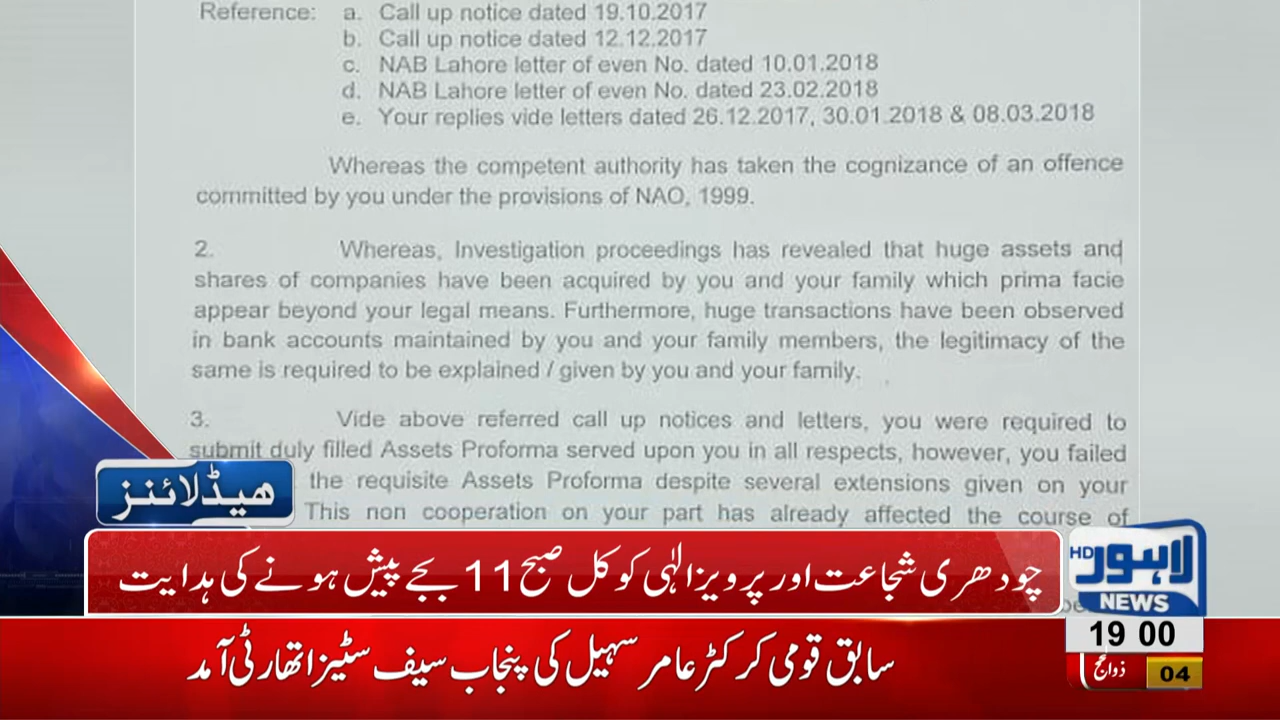 Reference: a. Call up notice dated 19.10.2017
b. Call up notice dated 12.12.2017
c. NAB Lahore letter of even No. dated 10.01.2018
d. NAB Lahore letter of even No. dated 23.02.2018
e. Your replies vide letters dated 26.12.2017, 30.01.2018 & 08.03.2018
Whereas the competent authority has taken the cognizance of an offence
committed by you under the provisions of NAO, 1999.
2. Whereas, Investigation proceedings has revealed that huge assets and
shares of companies have been acquired by you and your family which prima facie
appear beyond your legal means. Furthermore, huge transactions have been observed
in bank accounts maintained by you and your family members, the legitimacy of the
same is required to be explained / given by you and your family.
3. Vide above referred call up notices and letters, you were required to
submit duly filled Assets Proforma served upon you in all respects, however, you failed
the requisite Assets Proforma despite several extensions given on your
This non cooperation on your part has already affected the course of
ھیڈلائنز
چودھری شجاعت اور پرویزالٰہی کو کل صبح 11 بجے پیش ہونے کی ہدایت
لاہور HD
NEWS
19 00
سابق قومی کرکٹر عامر سہیل کی پنجاب سیف سٹیز اتھارٹی آمد
ذوالحج 04